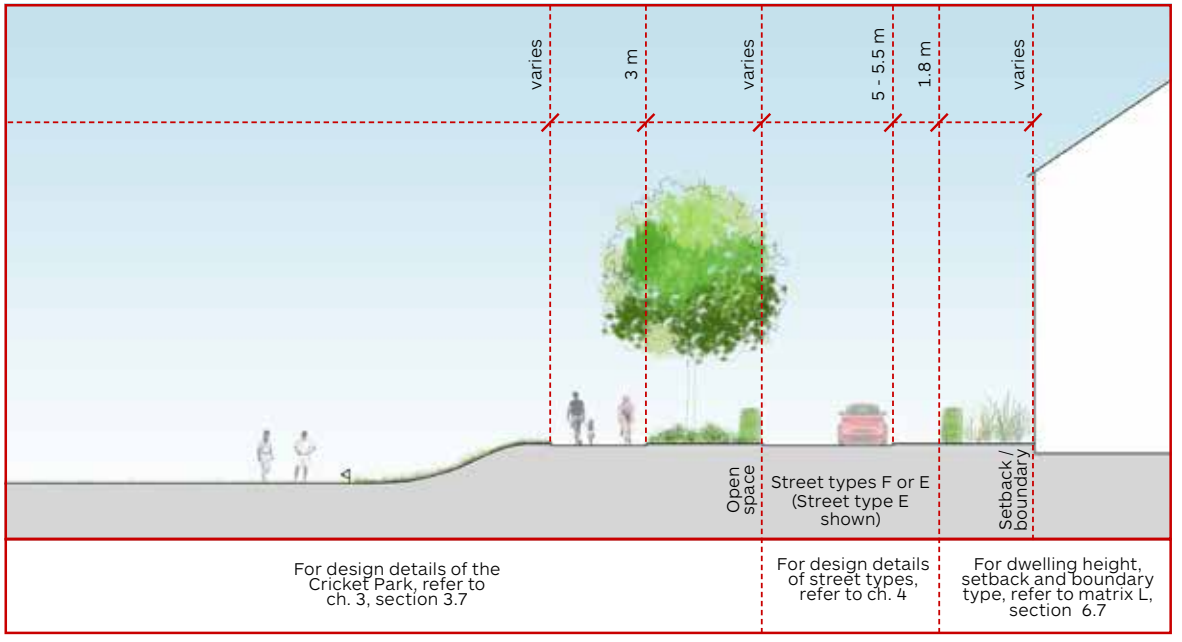 varies
3 m
varies
5 - 5.5 m
1.8 m
varies
Open
space
Street types F or E
(Street type E
shown)
Setback /
boundary
For design details of the
Cricket Park, refer to
ch. 3, section 3.7
For design details
of street types,
refer to ch. 4
For dwelling height,
setback and boundary
type, refer to matrix L,
section 6.7